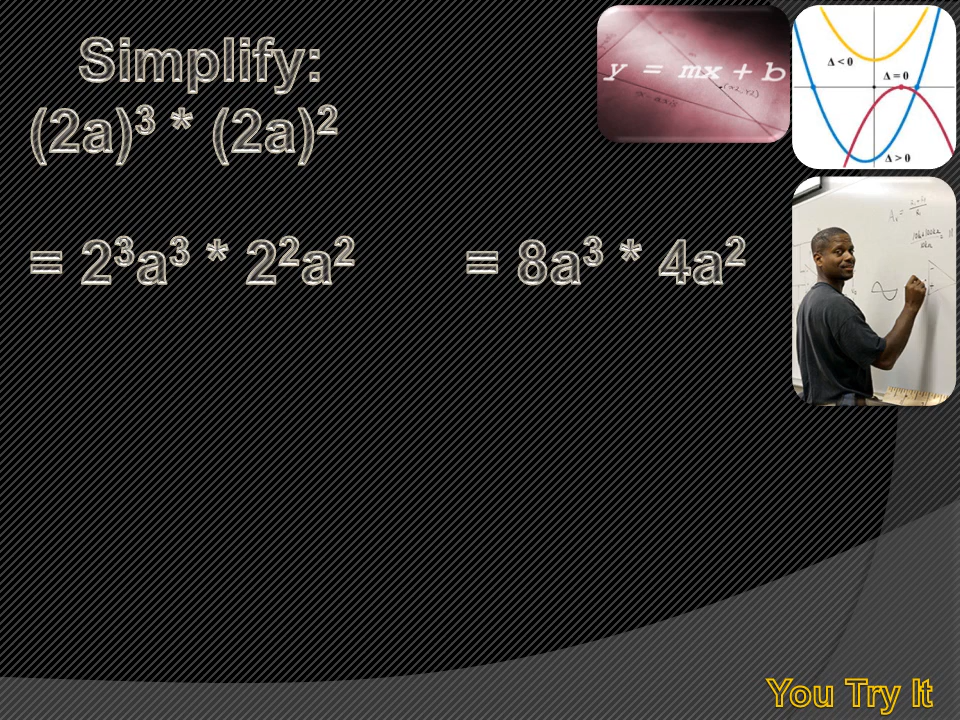 Simplify:
(2a)³ * (2a)²
= 2³a³ * 2²a² = 8a³ * 4a²
y = mx + b
Δ < 0
Δ = 0
Δ > 0
You Try It